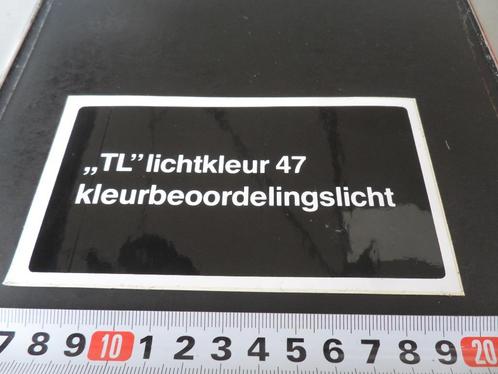 „TL” lichtkleur 47
kleurbeoordelingslicht
7 8 9 10 1 2 3 4 5 6 7 8 9 20